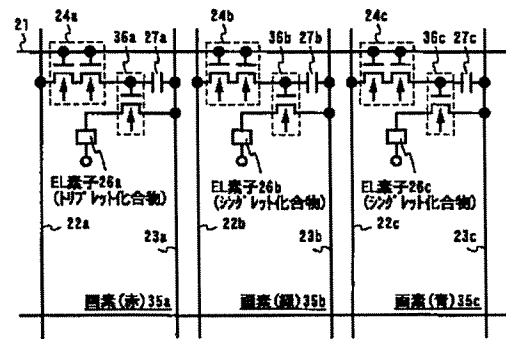 21 24a 36a 27a 24b 36b 27b 24c 36c 27c
EL素子26a
(トリプレット化合物)
EL素子26b
(シングレット化合物)
EL素子26c
(シングレット化合物)
22a 23a 22b 23b 22c 23c
画素(赤)35a 画素(緑)35b 画素(青)35c